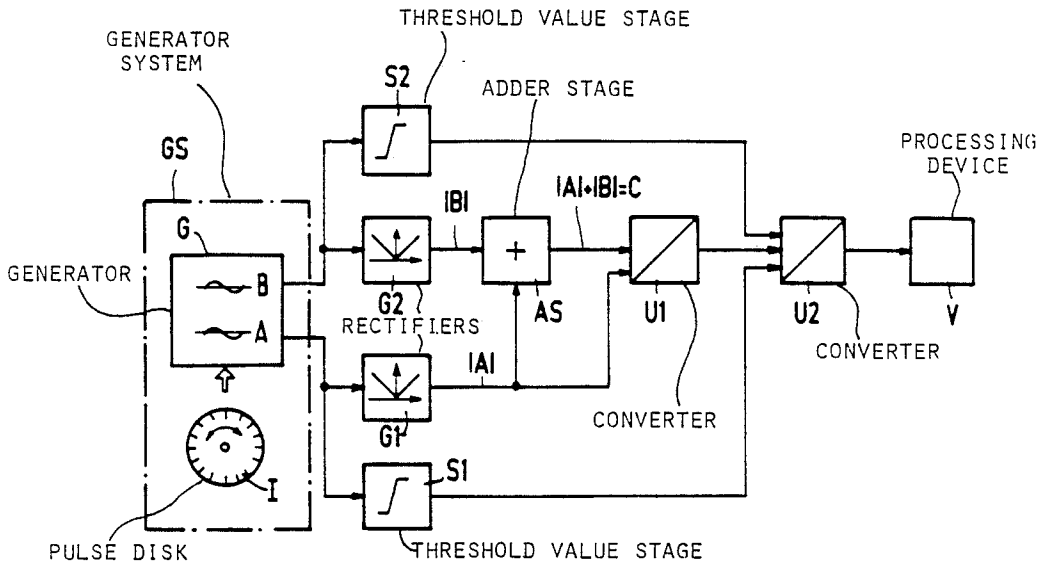 THRESHOLD VALUE STAGE
GENERATOR
SYSTEM
S2
ADDER STAGE
PROCESSING
DEVICE
GS
|B|
|A|+|B|=C
G
GENERATOR
B
A
+
G2
AS
U1
U2
V
RECTIFIERS
CONVERTER
|A|
G1
CONVERTER
S1
I
PULSE DISK
THRESHOLD VALUE STAGE